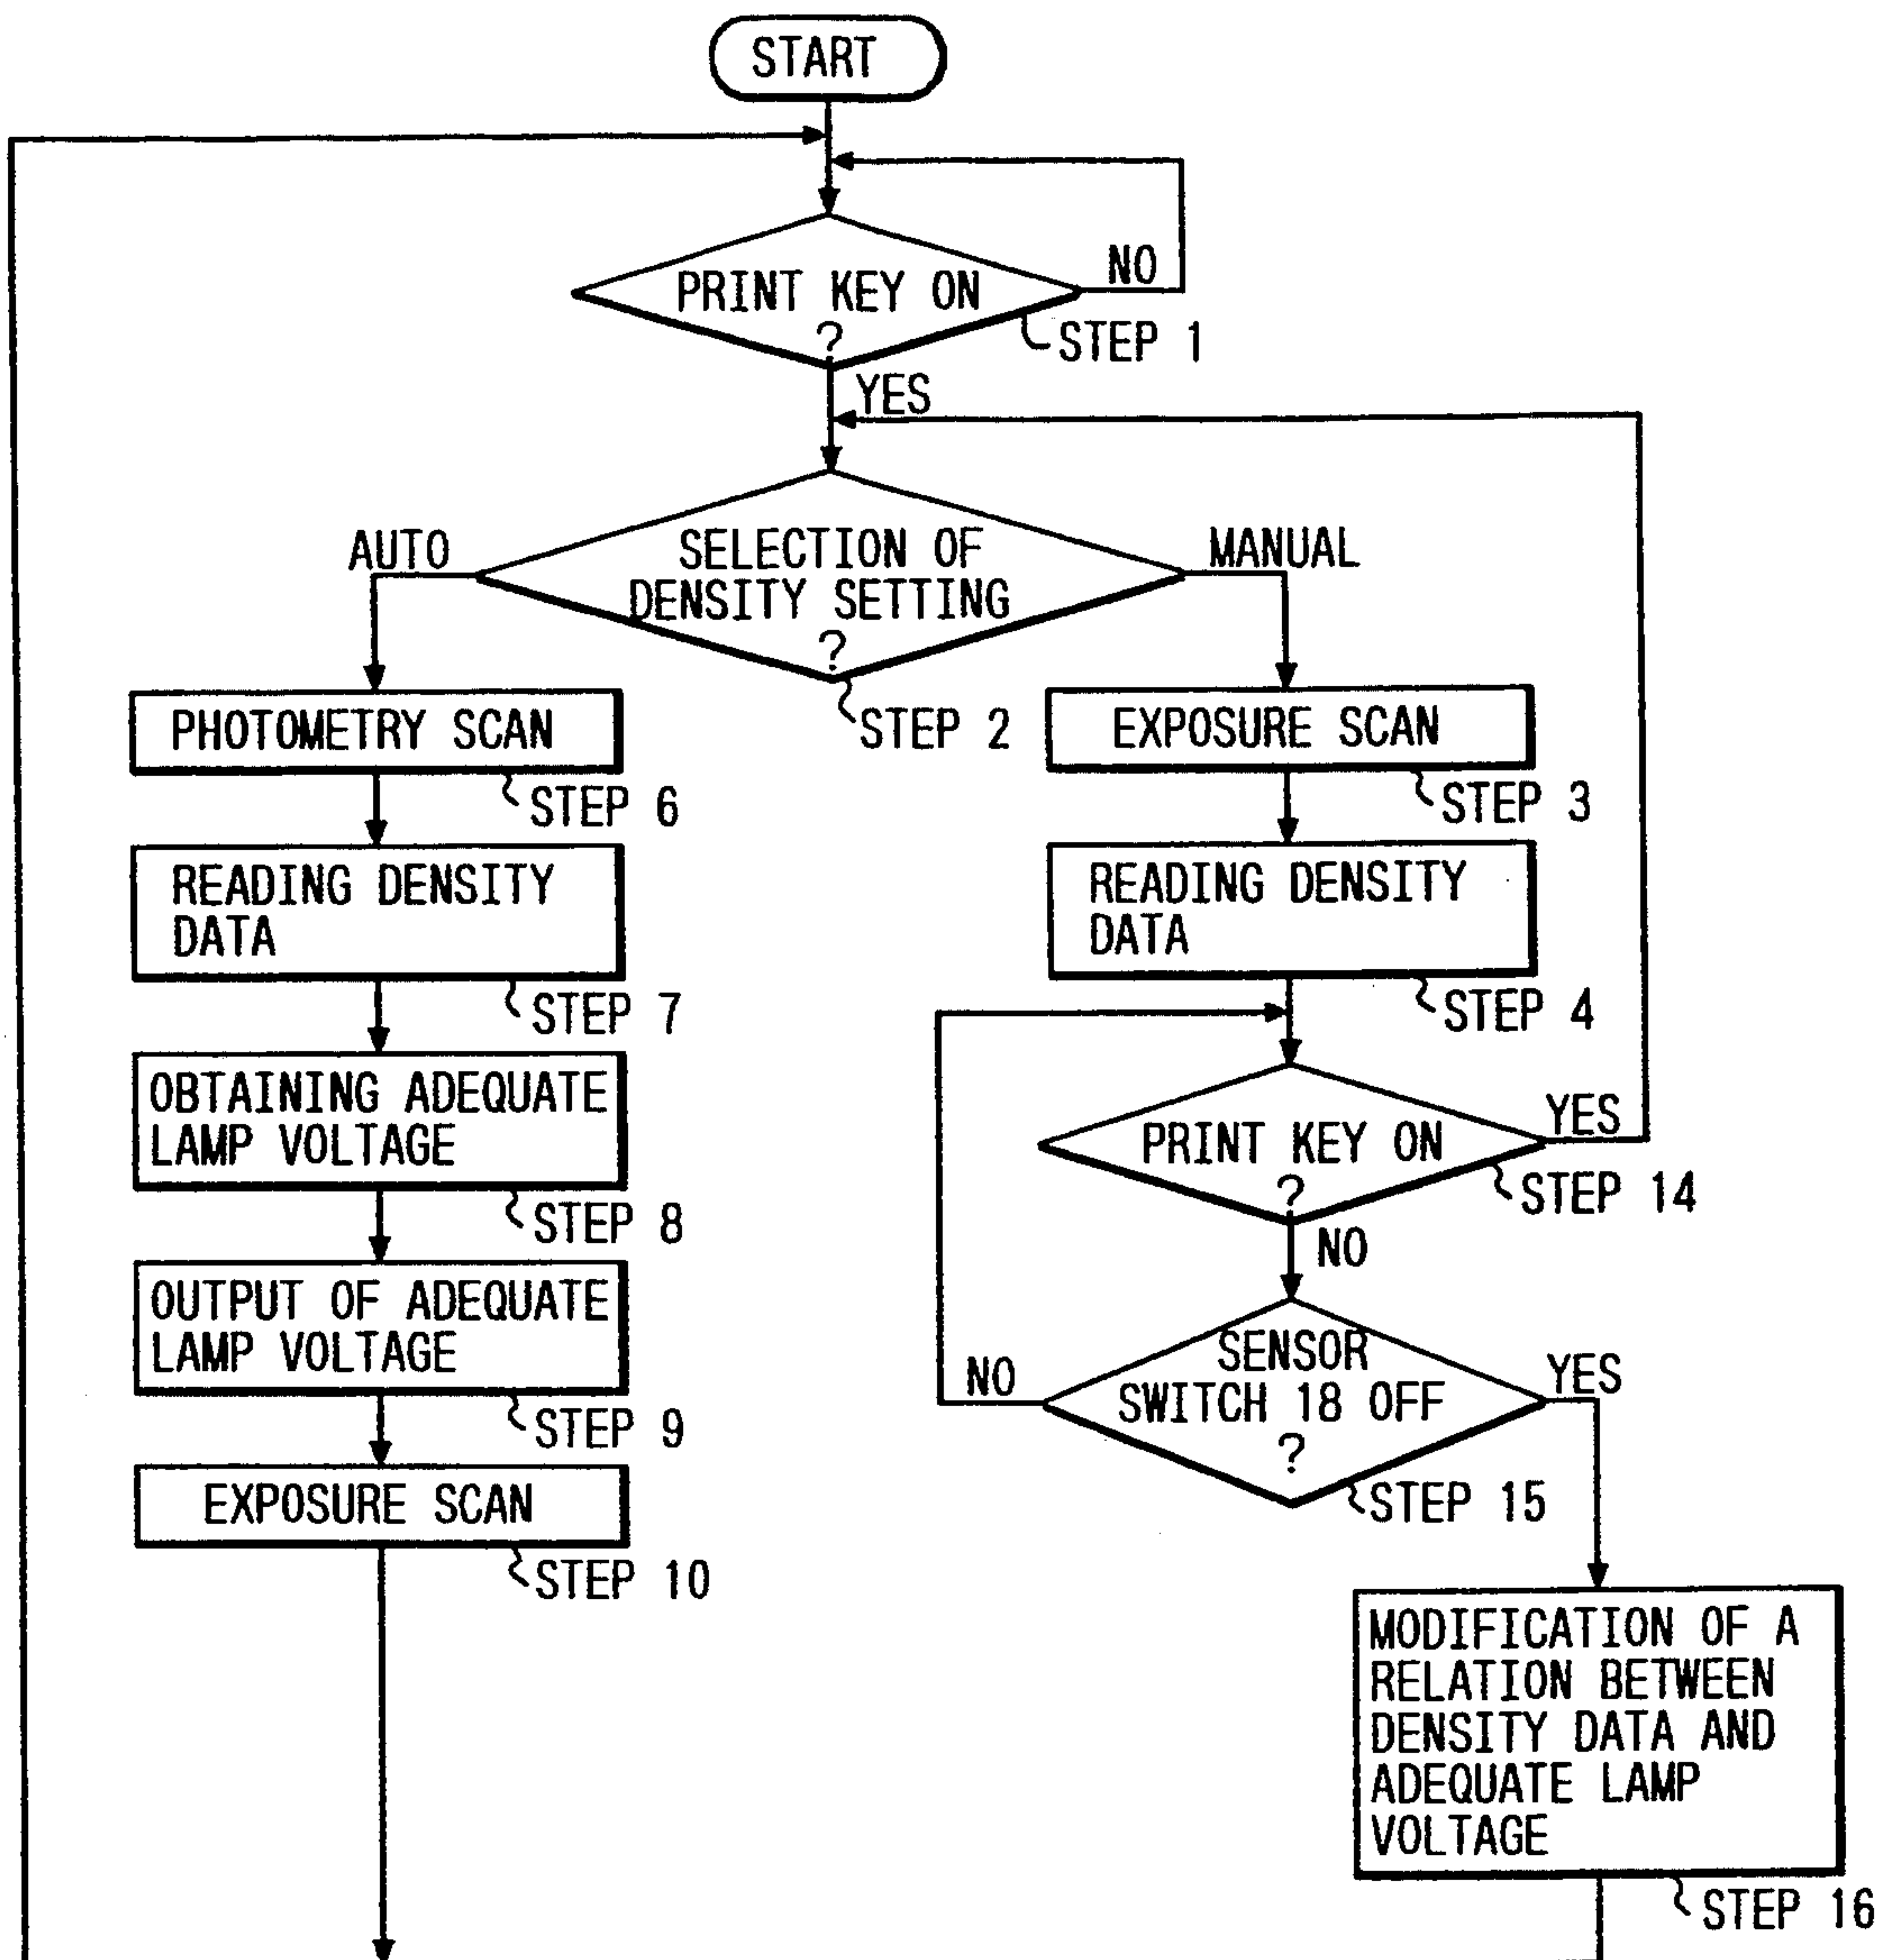 START
NO
PRINT KEY ON
?
STEP 1
YES
AUTO
SELECTION OF
DENSITY SETTING
?
MANUAL
STEP 2
PHOTOMETRY SCAN
STEP 6
READING DENSITY
DATA
STEP 7
OBTAINING ADEQUATE
LAMP VOLTAGE
STEP 8
OUTPUT OF ADEQUATE
LAMP VOLTAGE
STEP 9
EXPOSURE SCAN
STEP 10
EXPOSURE SCAN
STEP 3
READING DENSITY
DATA
STEP 4
PRINT KEY ON
?
YES
STEP 14
NO
SENSOR
SWITCH 18 OFF
?
NO
YES
STEP 15
MODIFICATION OF A
RELATION BETWEEN
DENSITY DATA AND
ADEQUATE LAMP
VOLTAGE
STEP 16